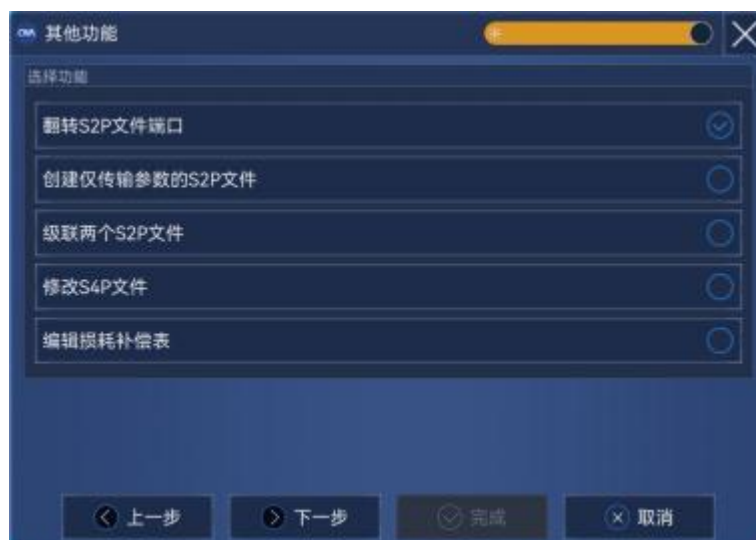 其他功能
选择功能
翻转S2P文件端口
创建仅传输参数的S2P文件
级联两个S2P文件
修改S4P文件
编辑损耗补偿表
上一步
下一步
完成
取消